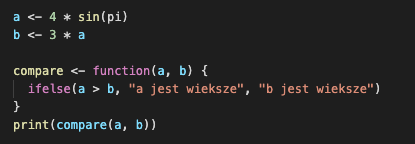 a <- 4 * sin(pi)
b <- 3 * a

compare <- function(a, b) {
  ifelse(a > b, "a jest wieksze", "b jest wieksze")
}
print(compare(a, b))